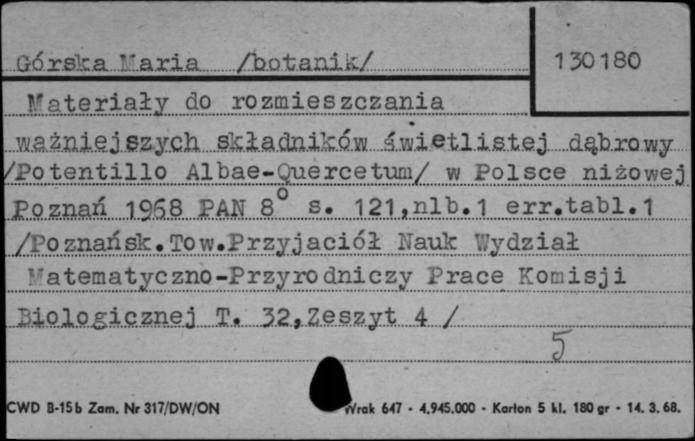 Górska Maria /botanik/
130180
Materiały do rozmieszczania
ważniejszych składników świetlistej dąbrowy
/Potentillo Albae-Quercetum/ w Polsce niżowej
Poznań 1968 PAN 8° s. 121,nlb.1 err.tabl.1
/Poznańsk.Tow.Przyjaciół Nauk Wydział
Matematyczno-Przyrodniczy Prace Komisji
Biologicznej T. 32,Zeszyt 4 /
5
CWD B-15b Zam. Nr 317/DW/ON Wrak 647 - 4.945.000 - Karton 5 kl. 180 gr - 14. 3. 68.